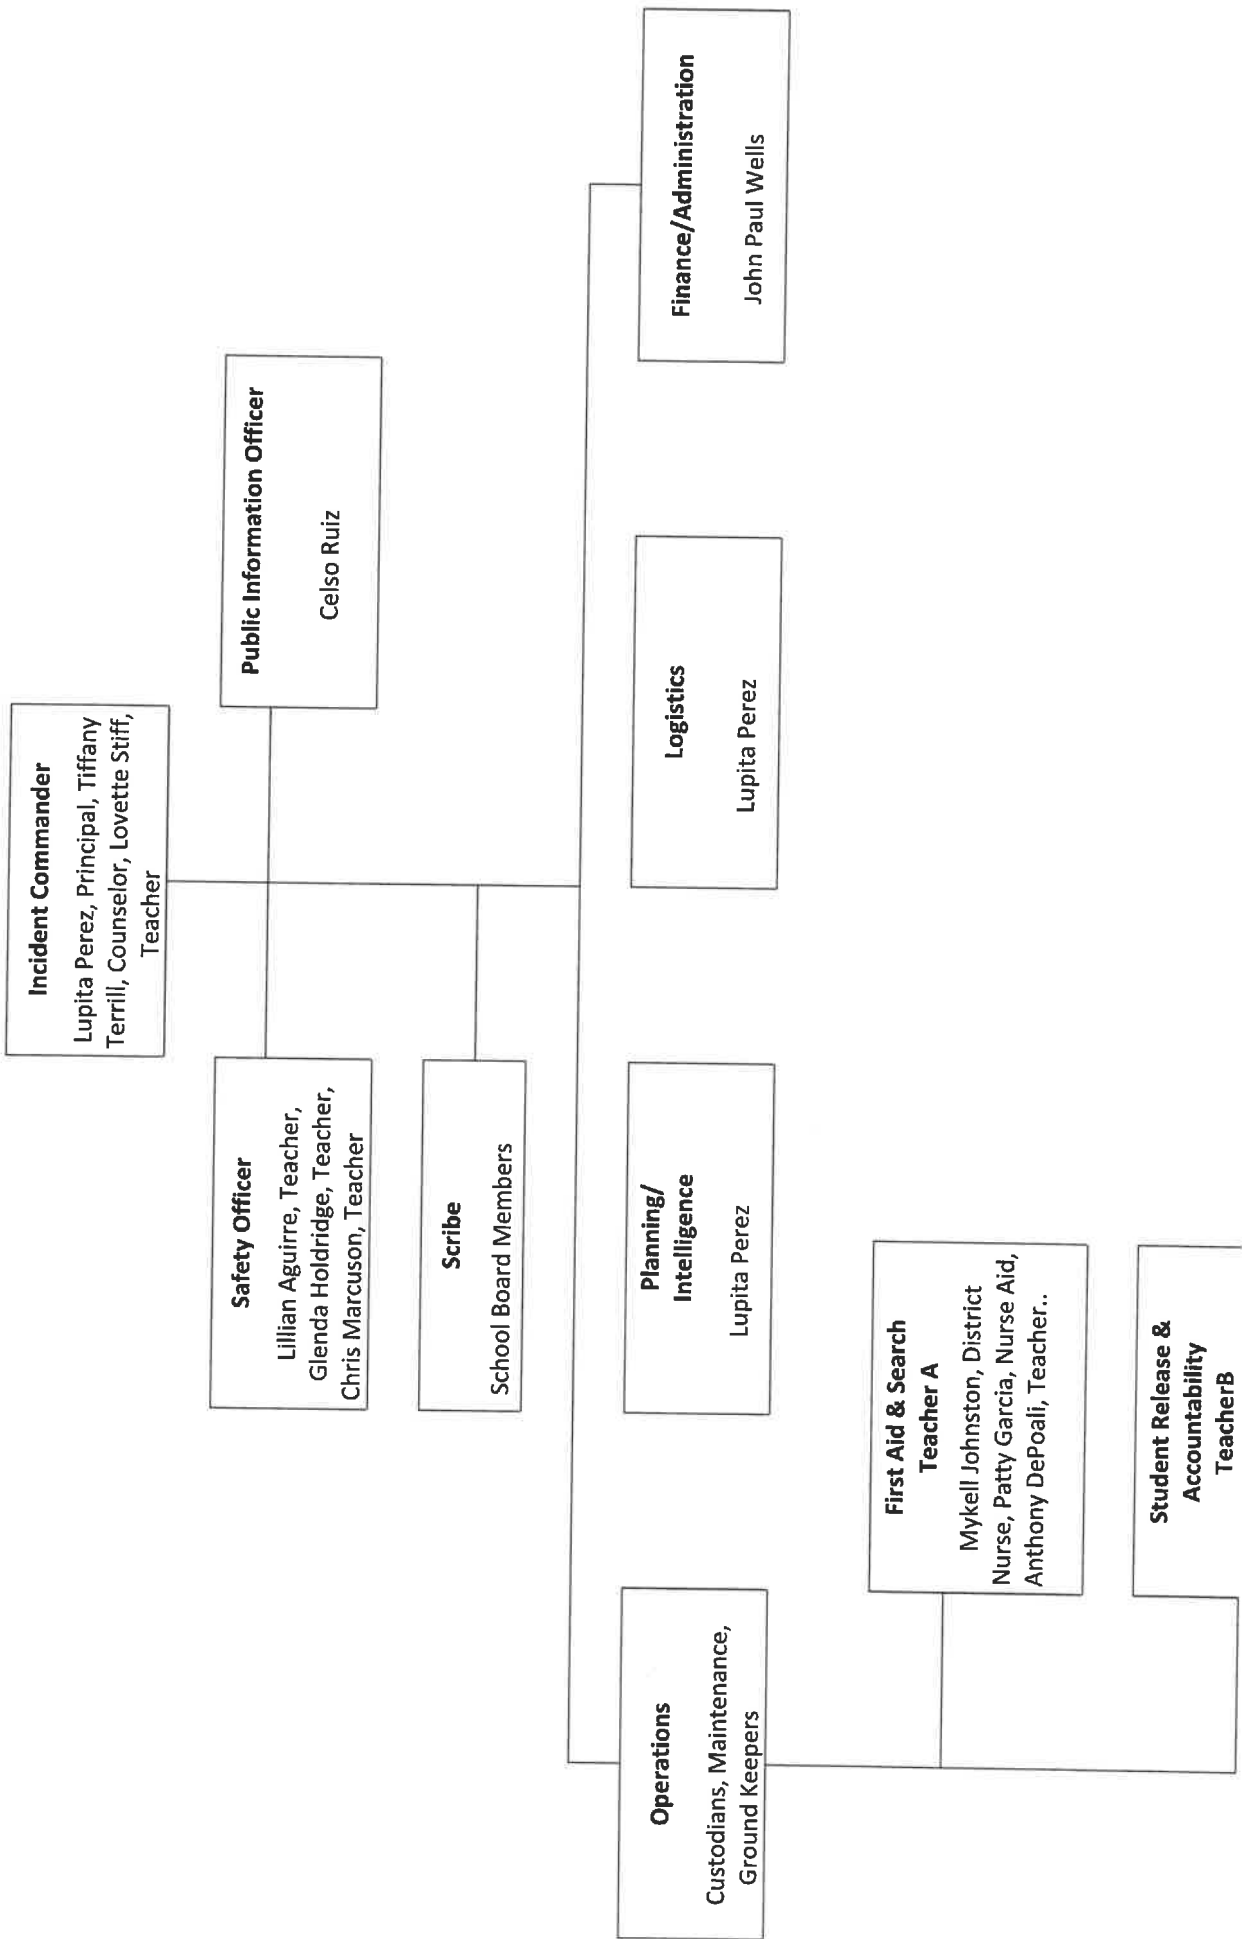 Incident Commander
Lupita Perez, Principal, Tiffany
Terrill, Counselor, Lovette Stiff,
Teacher
Safety Officer
Lillian Aguirre, Teacher,
Glenda Holdridge, Teacher,
Chris Marcuson, Teacher
Public Information Officer
Celso Ruiz
Scribe
School Board Members
Operations
Custodians, Maintenance,
Ground Keepers
Planning/
Intelligence
Lupita Perez
Logistics
Lupita Perez
Finance/Administration
John Paul Wells
First Aid & Search
Teacher A
Mykell Johnston, District
Nurse, Patty Garcia, Nurse Aid,
Anthony DePoali, Teacher..
Student Release &
Accountability
TeacherB